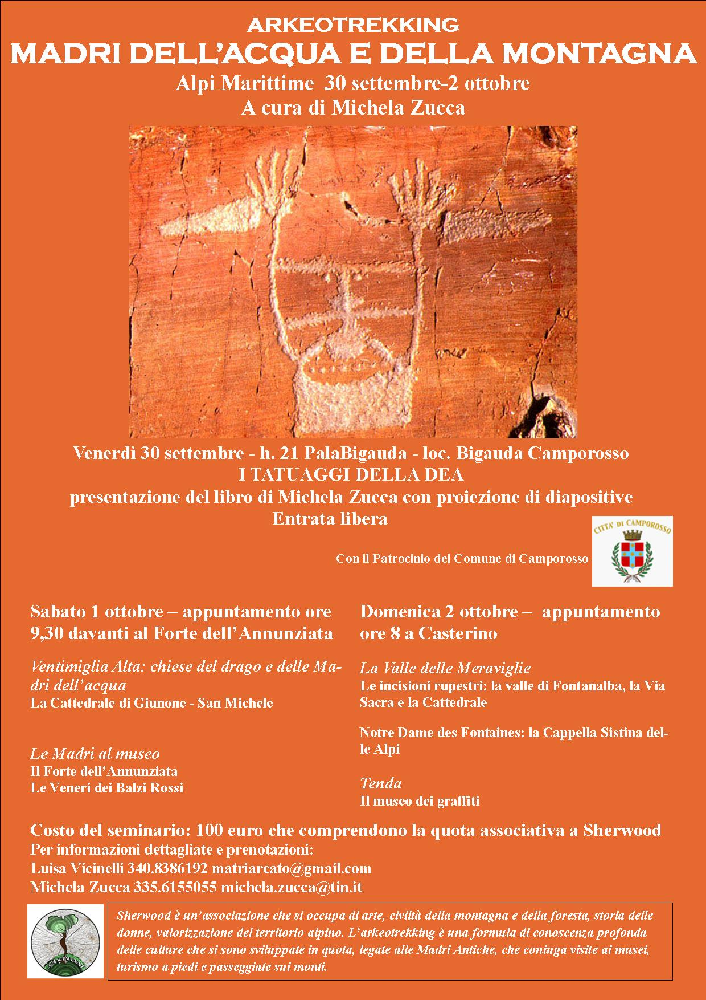 ARKEOTREKKING
MADRI DELL'ACQUA E DELLA MONTAGNA
Alpi Marittime 30 settembre-2 ottobre
A cura di Michela Zucca
Venerdì 30 settembre - h. 21 PalaBigauda - loc. Bigauda Camporosso
I TATUAGGI DELLA DEA
presentazione del libro di Michela Zucca con proiezione di diapositive
Entrata libera
CITTA' DI CAMPOROSSO
Con il Patrocinio del Comune di Camporosso
Sabato 1 ottobre – appuntamento ore
9,30 davanti al Forte dell'Annunziata
Ventimiglia Alta: chiese del drago e delle Ma-
dri dell'acqua
La Cattedrale di Giunone - San Michele
Le Madri al museo
Il Forte dell'Annunziata
Le Veneri dei Balzi Rossi
Domenica 2 ottobre – appuntamento
ore 8 a Casterino
La Valle delle Meraviglie
Le incisioni rupestri: la valle di Fontanalba, la Via
Sacra e la Cattedrale
Notre Dame des Fontaines: la Cappella Sistina del-
le Alpi
Tenda
Il museo dei graffiti
Costo del seminario: 100 euro che comprendono la quota associativa a Sherwood
Per informazioni dettagliate e prenotazioni:
Luisa Vicinelli 340.8386192 matriarcato@gmail.com
Michela Zucca 335.6155055 michela.zucca@tin.it
Sherwood
Sherwood è un'associazione che si occupa di arte, civiltà della montagna e della foresta, storia delle
donne, valorizzazione del territorio alpino. L'arkeotrekking è una formula di conoscenza profonda
delle culture che si sono sviluppate in quota, legate alle Madri Antiche, che coniuga visite ai musei,
turismo a piedi e passeggiate sui monti.